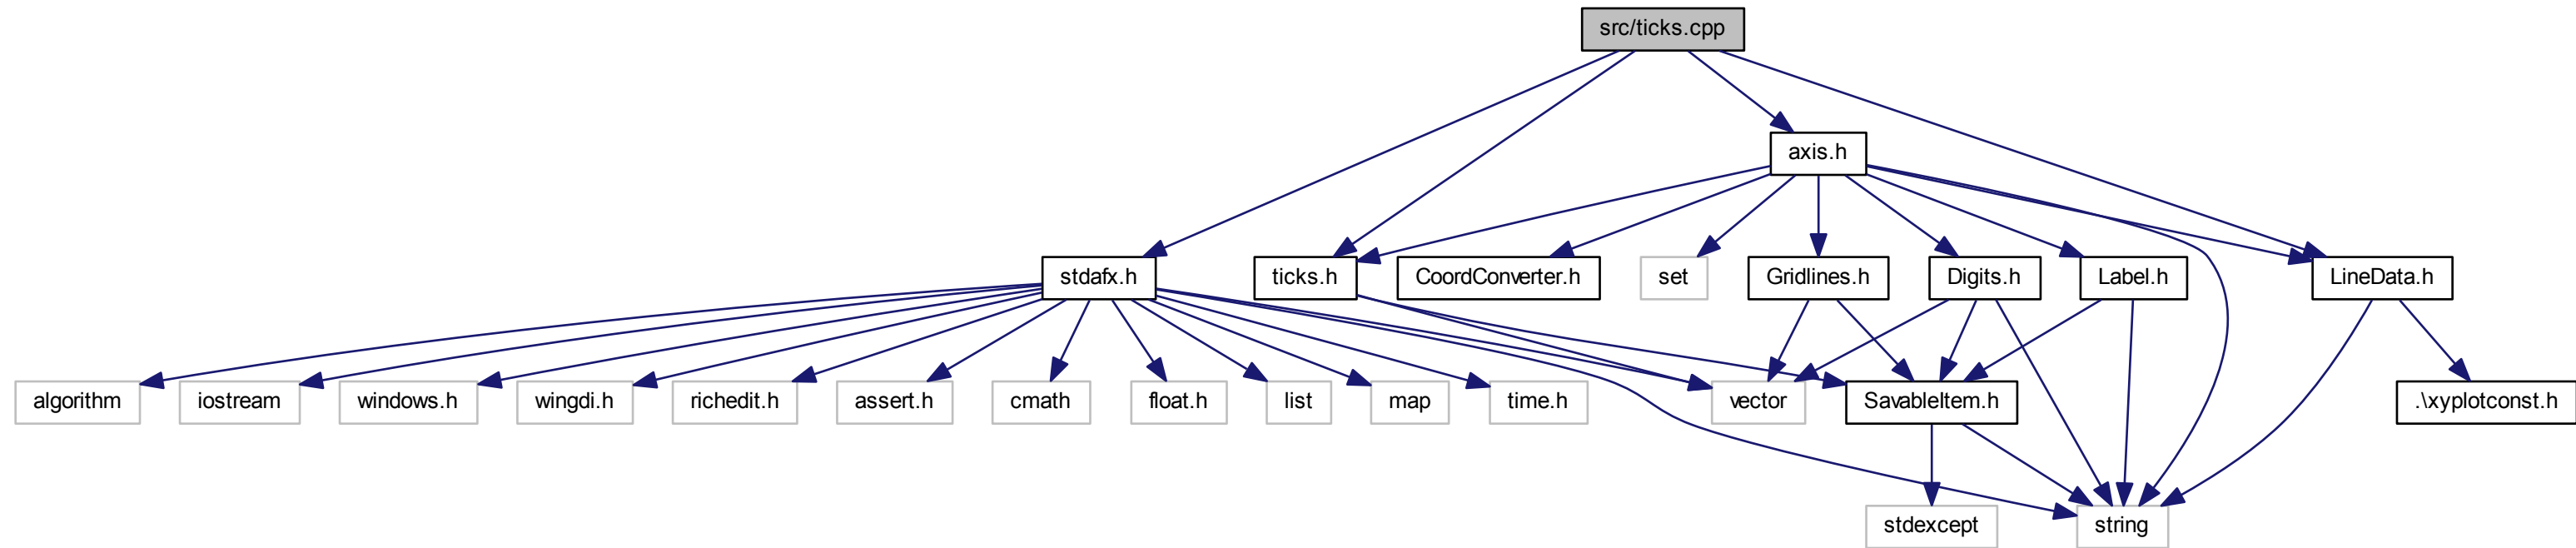 src/ticks.cpp
axis.h
stdafx.h
ticks.h
CoordConverter.h
set
Gridlines.h
Digits.h
Label.h
LineData.h
algorithm
iostream
windows.h
wingdi.h
richedit.h
assert.h
cmath
float.h
list
map
time.h
vector
SavableItem.h
.\xyplotconst.h
stdexcept
string